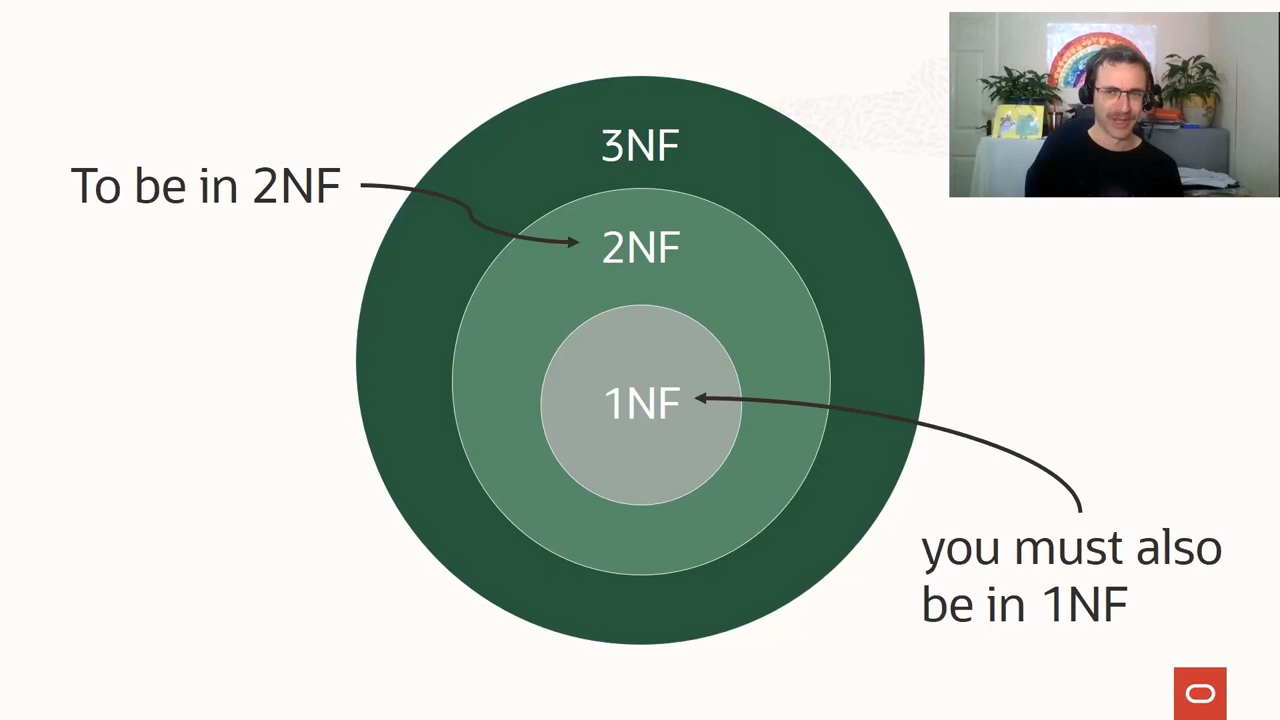 3NF
To be in 2NF
2NF
1NF
you must also
be in 1NF